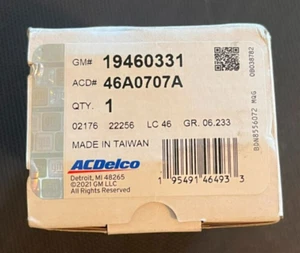 GM# 19460331
ACD# 46A0707A
QTY. 1
02176 22256 LC 46 GR. 06.233
MADE IN TAIWAN
ACDelco
Detroit, MI 48265
©2021 GM LLC
All Rights Reserved
1 95491 46493 3
08038782